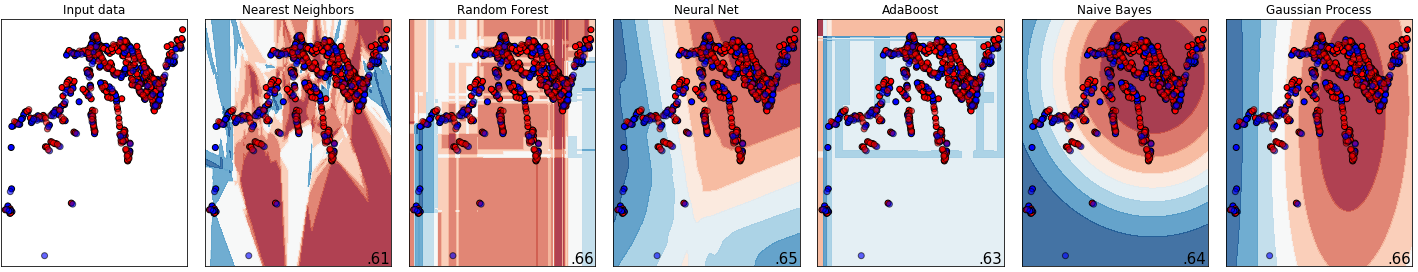 Input data
Nearest Neighbors
Random Forest
Neural Net
AdaBoost
Naive Bayes
Gaussian Process
.61
.66
.65
.63
.64
.66